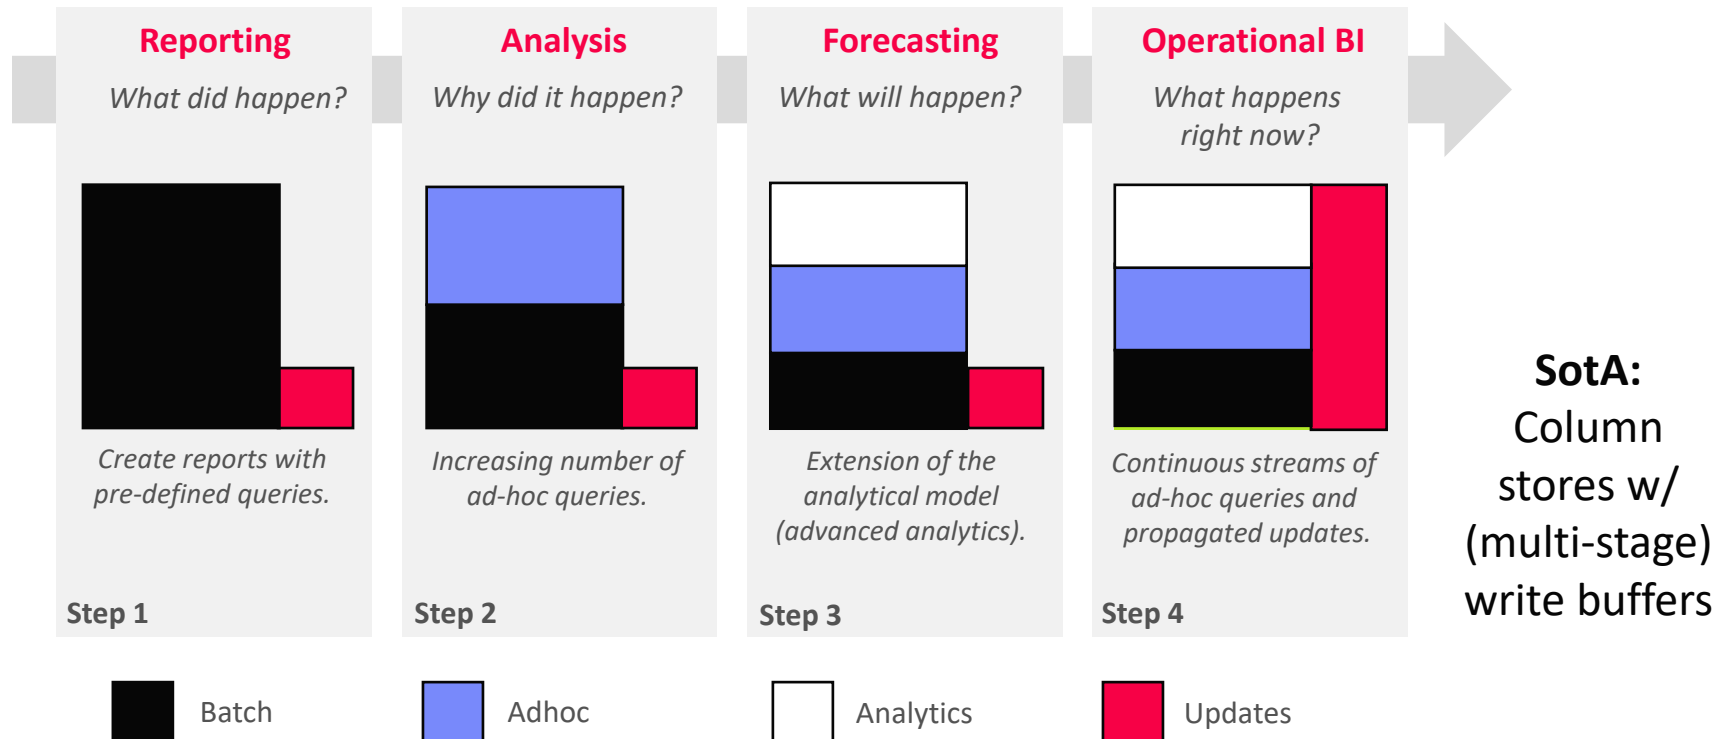 Reporting
What did happen?
Create reports with
pre-defined queries.
Step 1
Analysis
Why did it happen?
Increasing number of
ad-hoc queries.
Step 2
Forecasting
What will happen?
Extension of the
analytical model
(advanced analytics).
Step 3
Operational BI
What happens
right now?
Continuous streams of
ad-hoc queries and
propagated updates.
Step 4
SotA:
Column
stores w/
(multi-stage)
write buffers
Batch
Adhoc
Analytics
Updates